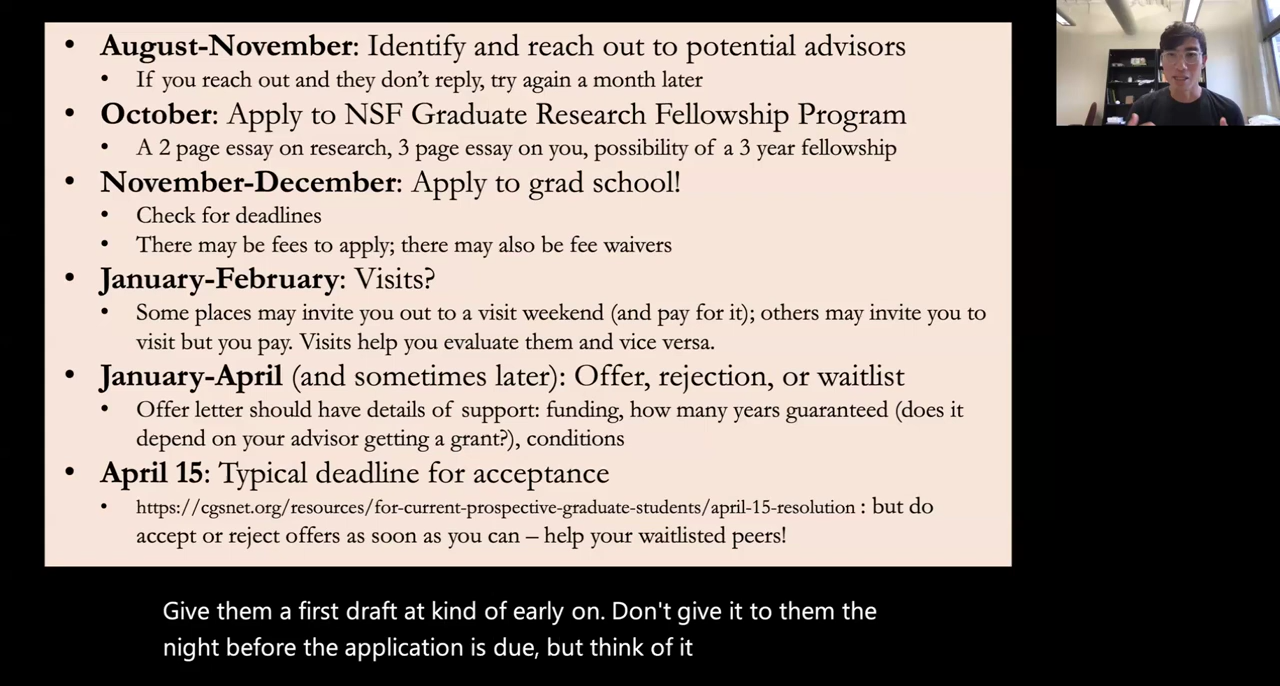 • August-November: Identify and reach out to potential advisors
• If you reach out and they don’t reply, try again a month later
• October: Apply to NSF Graduate Research Fellowship Program
• A 2 page essay on research, 3 page essay on you, possibility of a 3 year fellowship
• November-December: Apply to grad school!
• Check for deadlines
• There may be fees to apply; there may also be fee waivers
• January-February: Visits?
• Some places may invite you out to a visit weekend (and pay for it); others may invite you to
visit but you pay. Visits help you evaluate them and vice versa.
• January-April (and sometimes later): Offer, rejection, or waitlist
• Offer letter should have details of support: funding, how many years guaranteed (does it
depend on your advisor getting a grant?), conditions
• April 15: Typical deadline for acceptance
• https://cgsnet.org/resources/for-current-prospective-graduate-students/april-15-resolution : but do
accept or reject offers as soon as you can – help your waitlisted peers!
Give them a first draft at kind of early on. Don't give it to them the
night before the application is due, but think of it